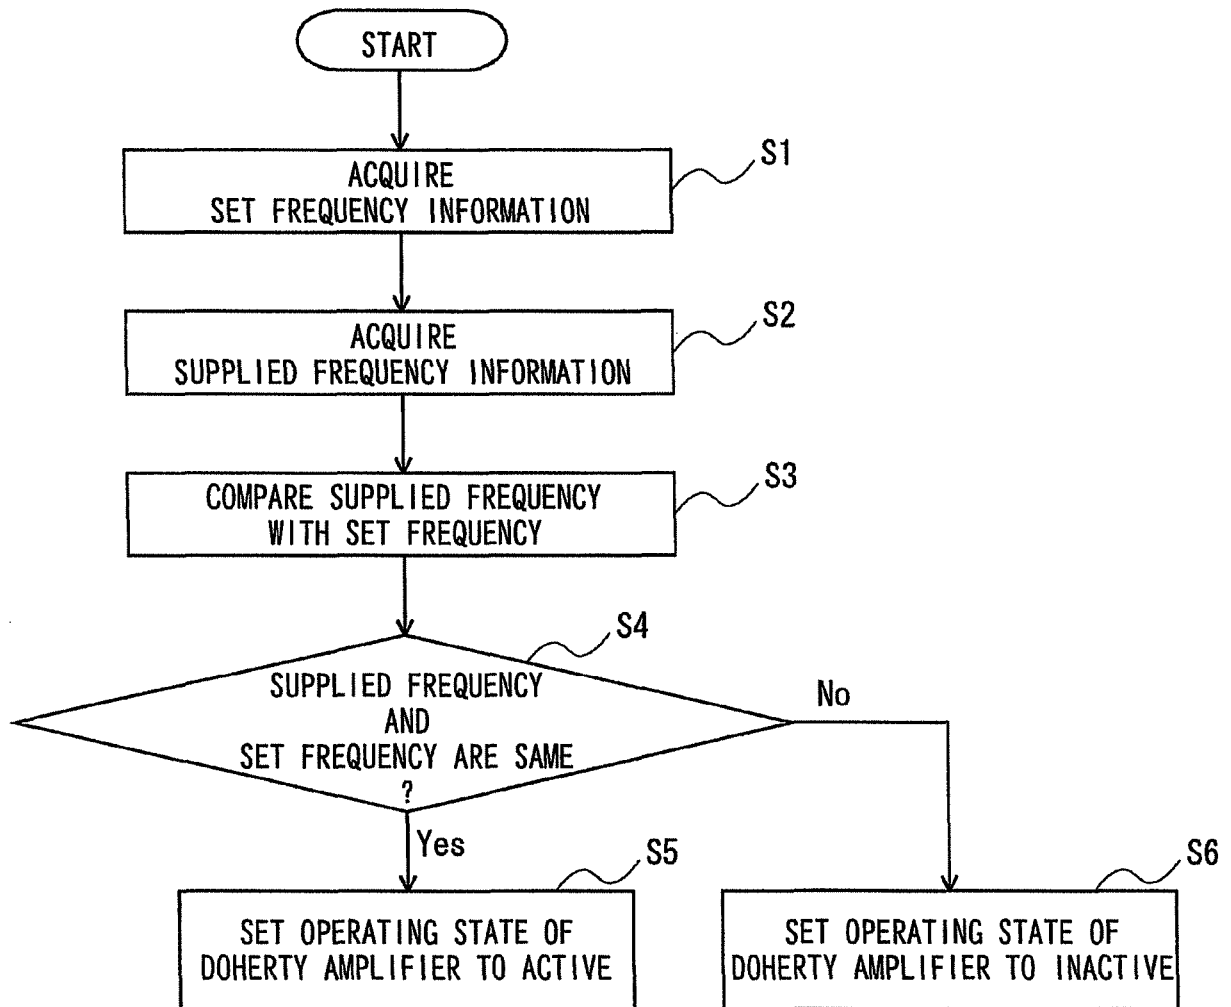 START
S1
ACQUIRE
SET FREQUENCY INFORMATION
S2
ACQUIRE
SUPPLIED FREQUENCY INFORMATION
S3
COMPARE SUPPLIED FREQUENCY
WITH SET FREQUENCY
S4
SUPPLIED FREQUENCY
AND
SET FREQUENCY ARE SAME
?
No
Yes
S5
SET OPERATING STATE OF
DOHERTY AMPLIFIER TO ACTIVE
S6
SET OPERATING STATE OF
DOHERTY AMPLIFIER TO INACTIVE